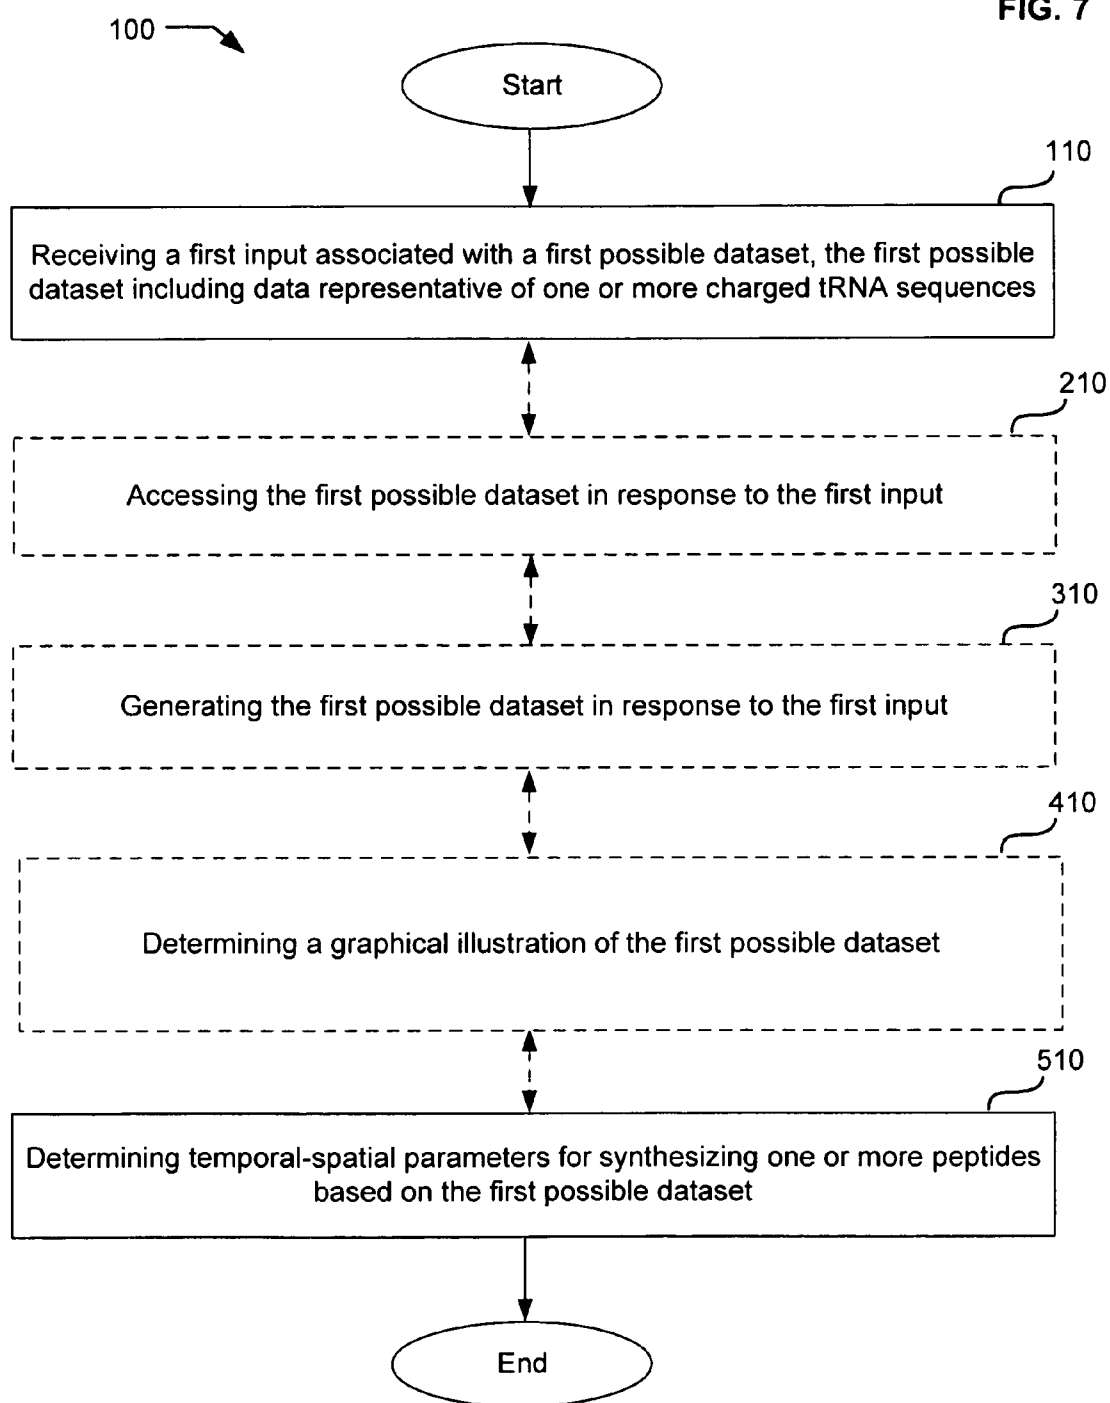 FIG. 7
100
Start
110
Receiving a first input associated with a first possible dataset, the first possible
dataset including data representative of one or more charged tRNA sequences
210
Accessing the first possible dataset in response to the first input
310
Generating the first possible dataset in response to the first input
410
Determining a graphical illustration of the first possible dataset
510
Determining temporal-spatial parameters for synthesizing one or more peptides
based on the first possible dataset
End